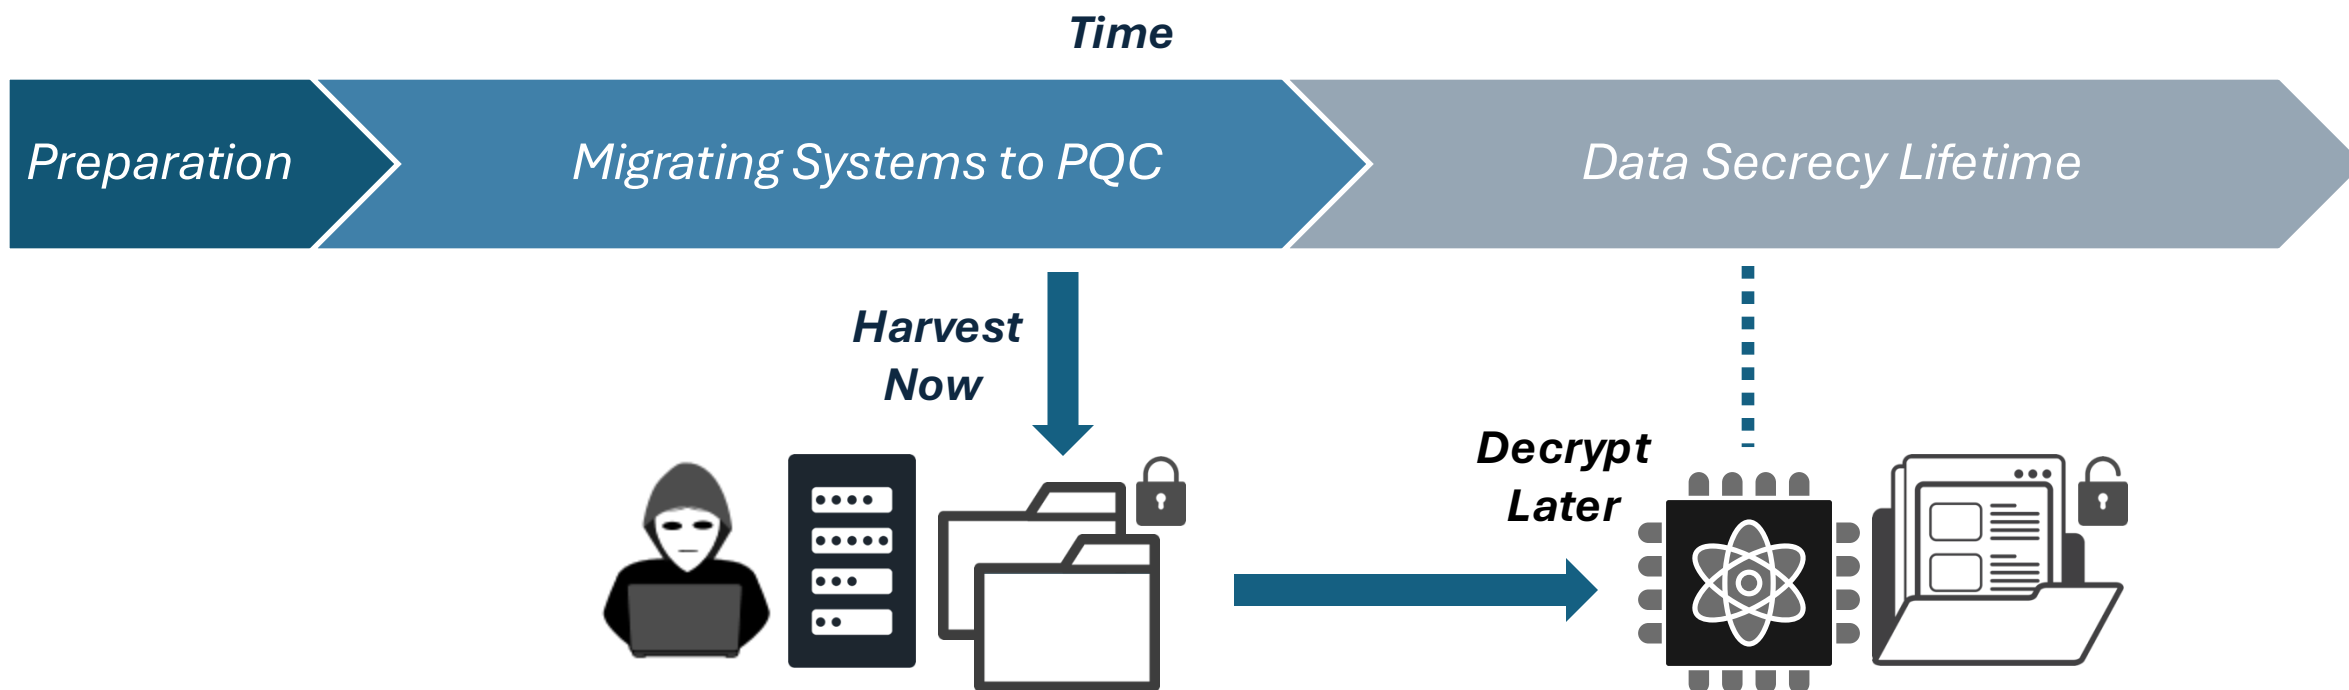 Time
Preparation
Migrating Systems to PQC
Data Secrecy Lifetime
Harvest
Now
Decrypt
Later